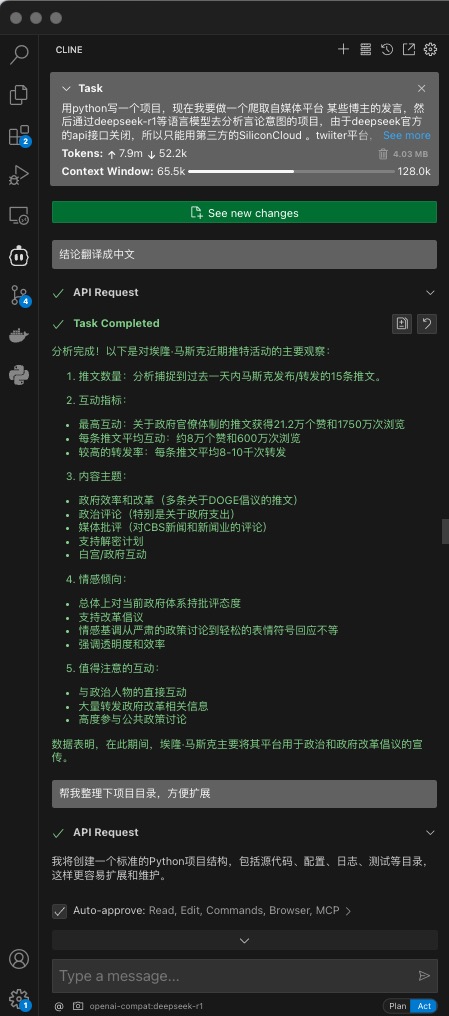 CLINE
Task
用python写一个项目，现在我要做一个爬取自媒体平台 某些博主的发言，然
后通过deepseek-r1等语言模型去分析言论意图的项目，由于deepseek官方
的api接口关闭，所以只能用第三方的SiliconCloud 。twiiter平台， See more
Tokens: ↑ 7.9m ↓ 52.2k 4.03 MB
Context Window: 65.5k 128.0k
See new changes
结论翻译成中文
API Request
Task Completed
分析完成！以下是对埃隆·马斯克近期推特活动的主要观察：
1. 推文数量：分析捕捉到过去一天内马斯克发布/转发的15条推文。
2. 互动指标：
• 最高互动：关于政府官僚体制的推文获得21.2万个赞和1750万次浏览
• 每条推文平均互动：约8万个赞和600万次浏览
• 较高的转发率：每条推文平均8-10千次转发
3. 内容主题：
• 政府效率和改革（多条关于DOGE倡议的推文）
• 政治评论（特别是关于政府支出）
• 媒体批评（对CBS新闻和新闻业的评论）
• 支持解密计划
• 白宫/政府互动
4. 情感倾向：
• 总体上对当前政府体系持批评态度
• 支持改革倡议
• 情感基调从严肃的政策讨论到轻松的表情符号回应不等
• 强调透明度和效率
5. 值得注意的互动：
• 与政治人物的直接互动
• 大量转发政府改革相关信息
• 高度参与公共政策讨论
数据表明，在此期间，埃隆·马斯克主要将其平台用于政治和政府改革倡议的宣
传。
帮我整理下项目目录，方便扩展
API Request
我将创建一个标准的Python项目结构，包括源代码、配置、日志、测试等目录，
这样更容易扩展和维护。
Auto-approve: Read, Edit, Commands, Browser, MCP
Type a message...
@ openai-compat:deepseek-r1 Plan Act
2
4
1